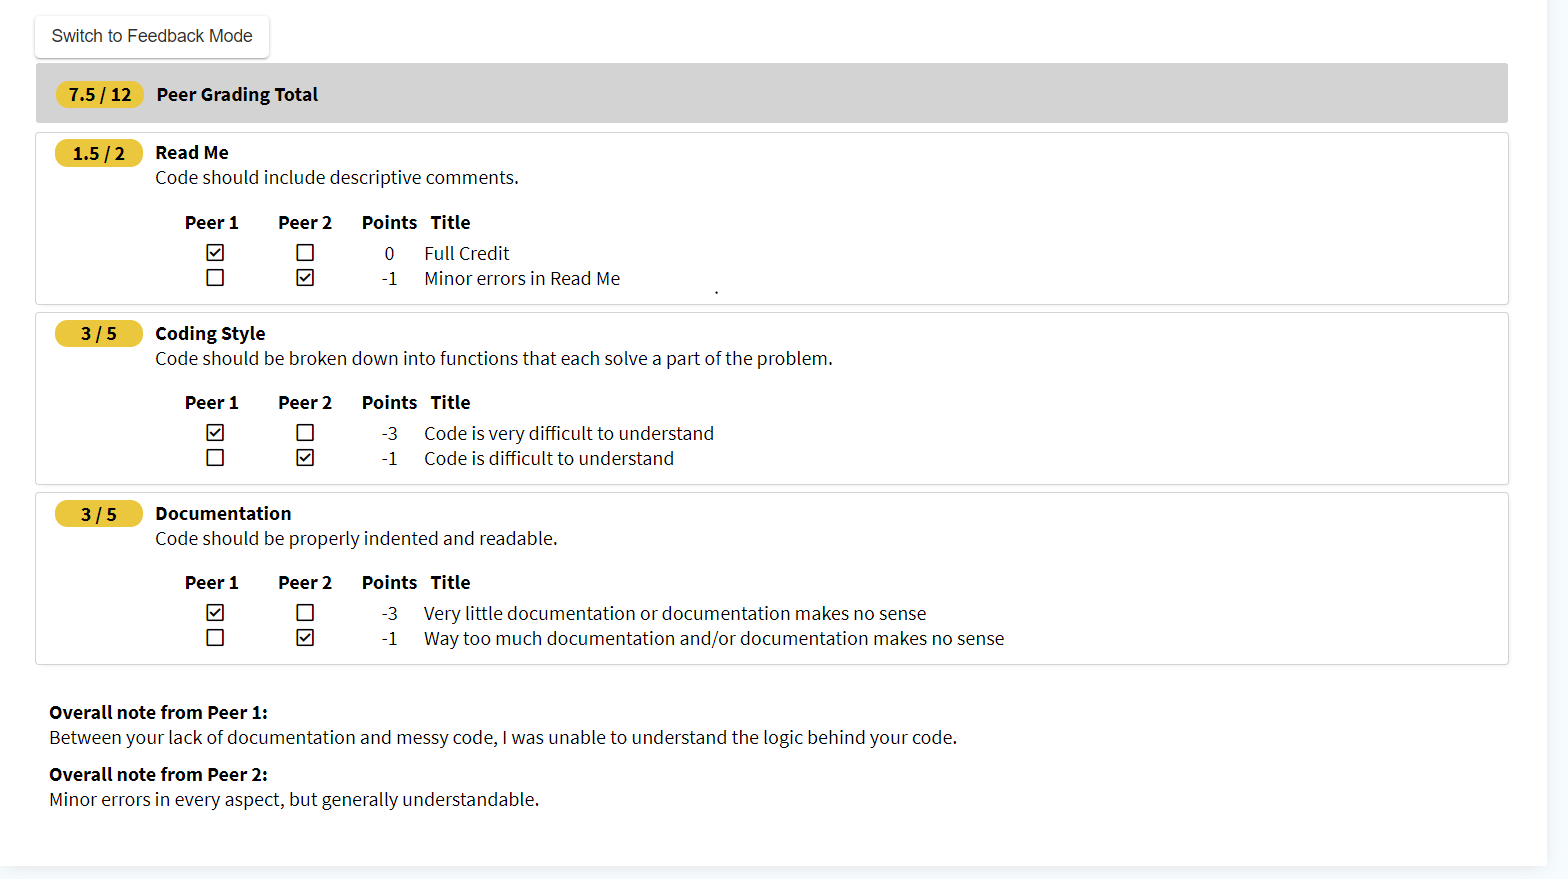 Switch to Feedback Mode
7.5 / 12 Peer Grading Total
1.5 / 2 Read Me
Code should include descriptive comments.
Peer 1 Peer 2 Points Title
0 Full Credit
-1 Minor errors in Read Me
3 / 5 Coding Style
Code should be broken down into functions that each solve a part of the problem.
Peer 1 Peer 2 Points Title
-3 Code is very difficult to understand
-1 Code is difficult to understand
3 / 5 Documentation
Code should be properly indented and readable.
Peer 1 Peer 2 Points Title
-3 Very little documentation or documentation makes no sense
-1 Way too much documentation and/or documentation makes no sense
Overall note from Peer 1:
Between your lack of documentation and messy code, I was unable to understand the logic behind your code.
Overall note from Peer 2:
Minor errors in every aspect, but generally understandable.